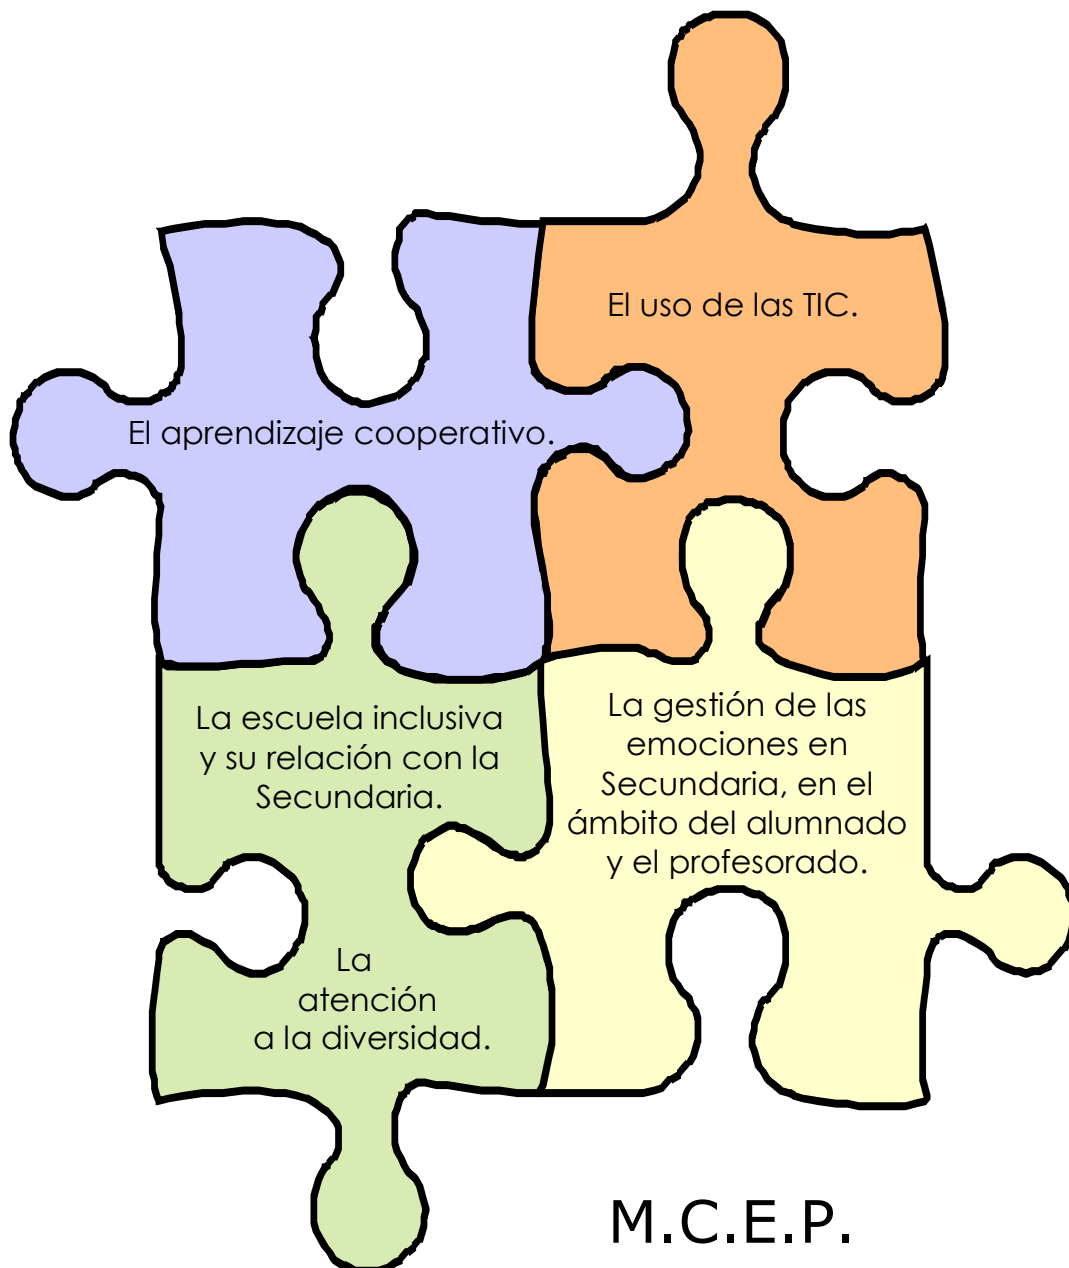 El uso de las TIC.
El aprendizaje cooperativo.
La escuela inclusiva
y su relación con la
Secundaria.
La gestión de las
emociones en
Secundaria, en el
ámbito del alumnado
y el profesorado.
La
atención
a la diversidad.
M.C.E.P.